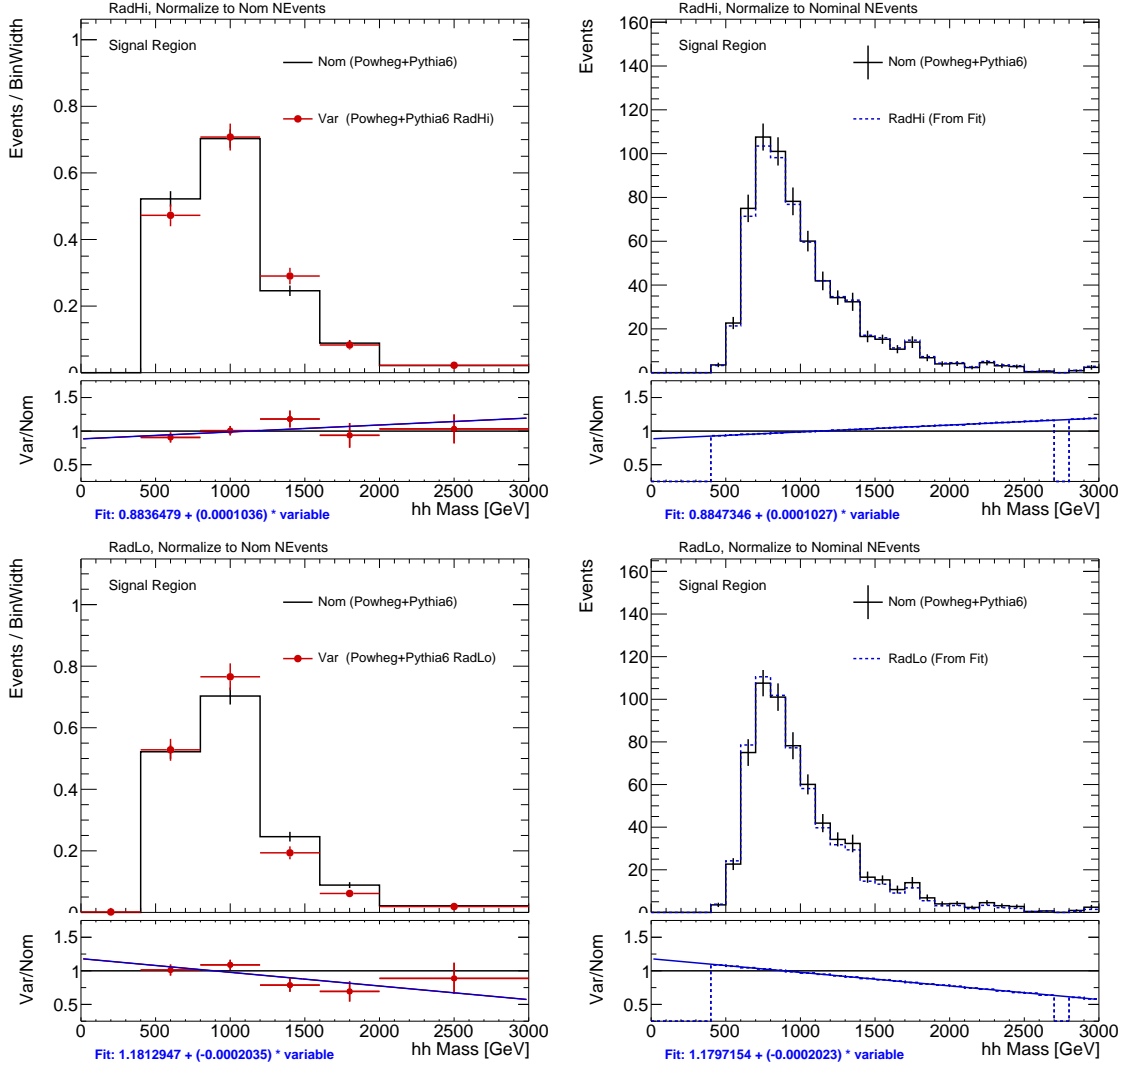 RadHi, Normalize to Nom NEvents
Events / BinWidth
Signal Region
Nom (Powheg+Pythia6)
Var (Powheg+Pythia6 RadHi)
1
0.8
0.6
0.4
0.2
0
Var/Nom
1.5
1
0.5
0 500 1000 1500 2000 2500 3000
hh Mass [GeV]
Fit: 0.8836479 + (0.0001036) * variable
RadHi, Normalize to Nominal NEvents
Events
Signal Region
Nom (Powheg+Pythia6)
RadHi (From Fit)
160
140
120
100
80
60
40
20
0
Var/Nom
1.5
1
0.5
0 500 1000 1500 2000 2500 3000
hh Mass [GeV]
Fit: 0.8847346 + (0.0001027) * variable
RadLo, Normalize to Nom NEvents
Events / BinWidth
Signal Region
Nom (Powheg+Pythia6)
Var (Powheg+Pythia6 RadLo)
1
0.8
0.6
0.4
0.2
0
Var/Nom
1.5
1
0.5
0 500 1000 1500 2000 2500 3000
hh Mass [GeV]
Fit: 1.1812947 + (-0.0002035) * variable
RadLo, Normalize to Nominal NEvents
Events
Signal Region
Nom (Powheg+Pythia6)
RadLo (From Fit)
160
140
120
100
80
60
40
20
0
Var/Nom
1.5
1
0.5
0 500 1000 1500 2000 2500 3000
hh Mass [GeV]
Fit: 1.1797154 + (-0.0002023) * variable